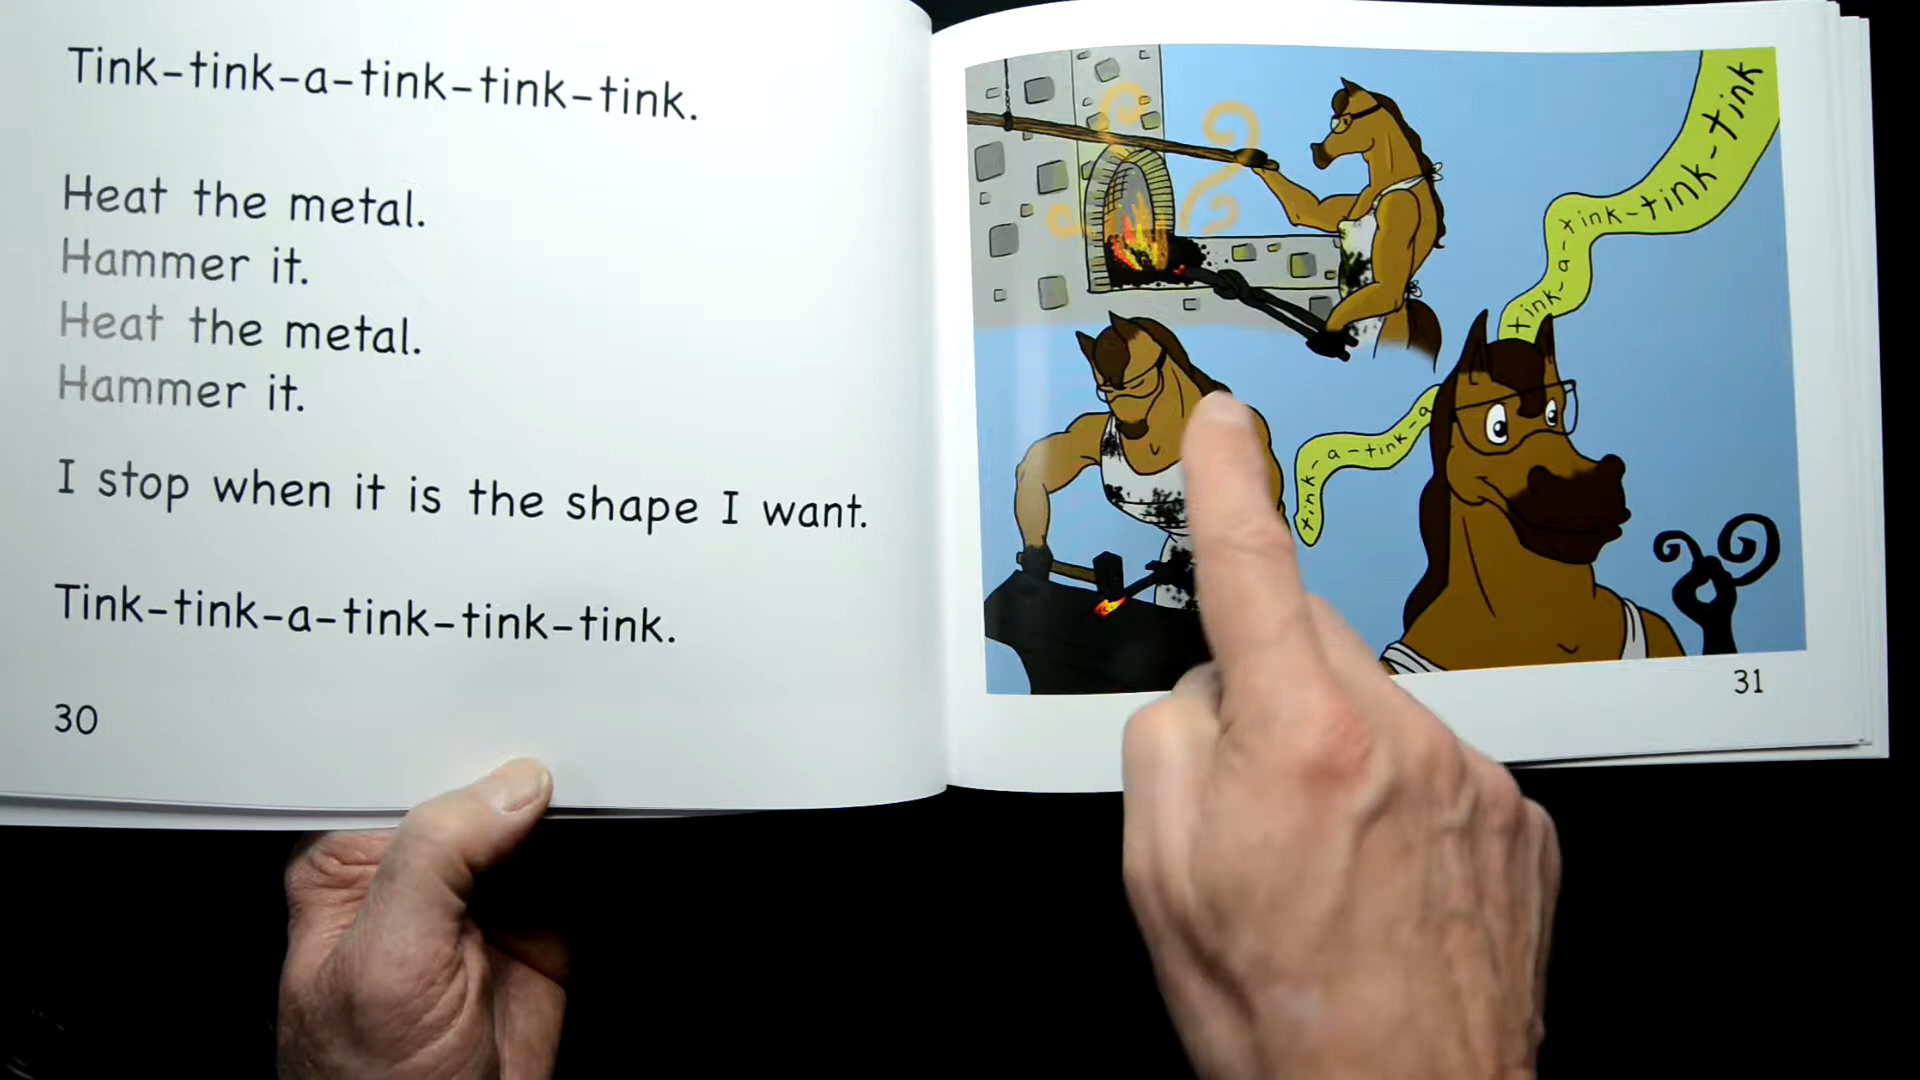 Tink-tink-a-tink-tink-tink.
Heat the metal.
Hammer it.
Heat the metal.
Hammer it.
I stop when it is the shape I want.
Tink-tink-a-tink-tink-tink.
30
tink-a-tink-a
tink-a-tink-tink-tink
31